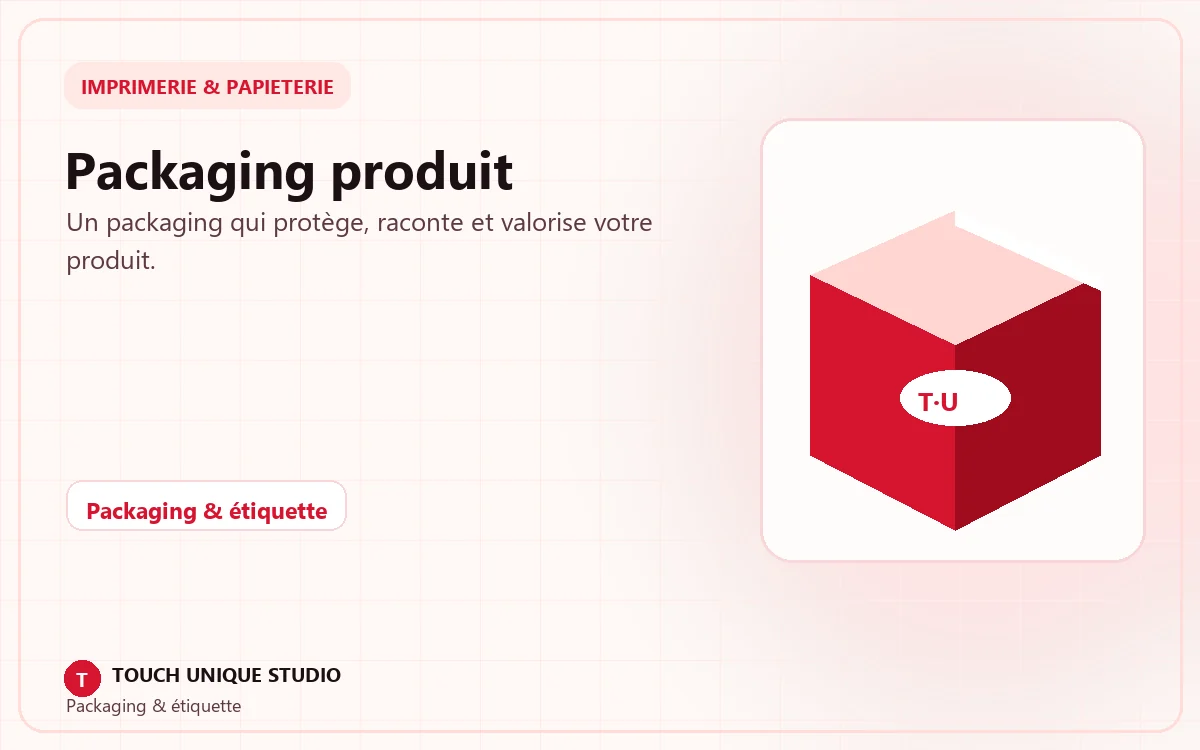 IMPRIMERIE & PAPIETERIE
Packaging produit
Un packaging qui protège, raconte et valorise votre
produit.
T·U
Packaging & étiquette
T
TOUCH UNIQUE STUDIO
Packaging & étiquette